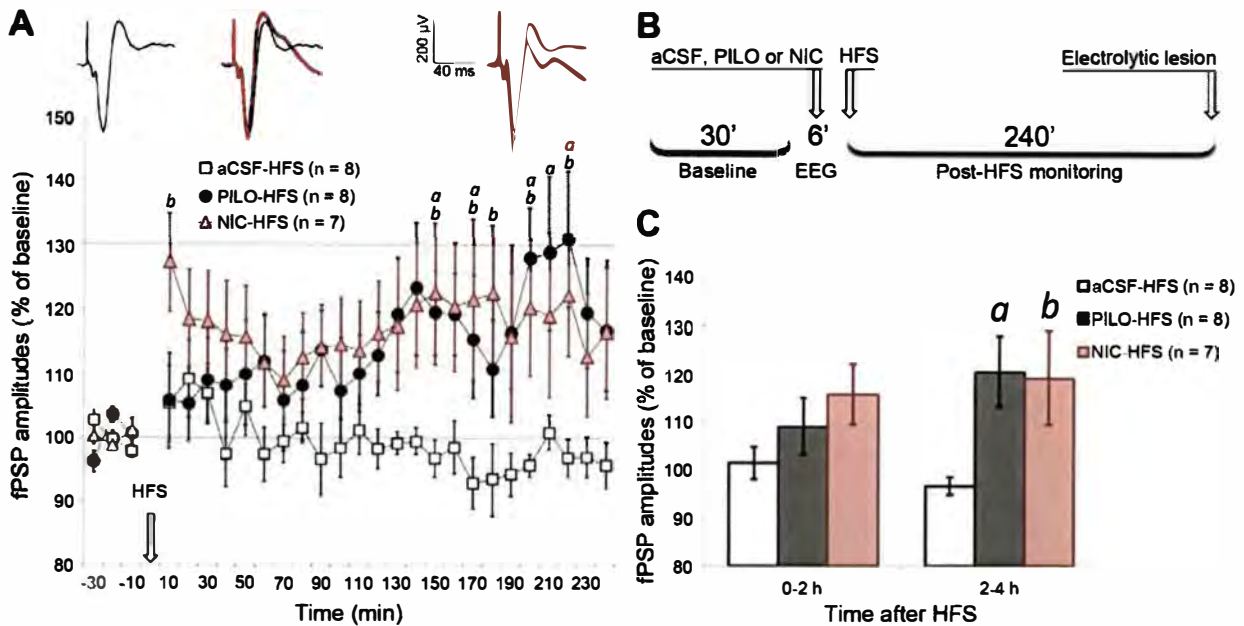 A
200 µV
40 ms
fPSP amplitudes (% of baseline)
150
140
130
120
110
100
90
80
aCSF-HFS (n = 8)
PILO-HFS (n = 8)
NIC-HFS (n = 7)
b
a
b
a
b
b
a
b
a
a
b
HFS
-30
-10
10
30
50
70
90
110
130
150
170
190
210
230
Time (min)
B
aCSF, PILO or NIC HFS
Electrolytic lesion
30' 6' 240'
Baseline EEG Post-HFS monitoring
C
fPSP amplitudes (% of baseline)
140
130
120
110
100
90
80
aCSF-HFS (n = 8)
PILO-HFS (n = 8)
NIC-HFS (n = 7)
a b
0-2 h 2-4 h
Time after HFS